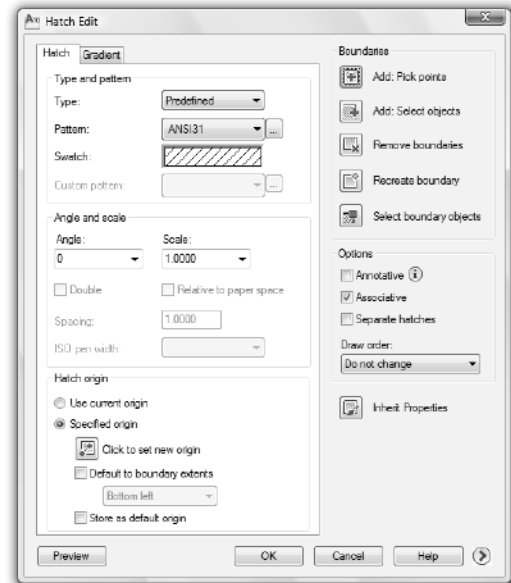 Hatch Edit
Hatch
Gradient
Type and pattern
Type:
Predefined
Pattern:
ANSI31
...
Swatch:
Custom pattern:
...
Angle and scale
Angle:
Scale:
0
1.0000
Double
Relative to paper space
Spacing:
1.0000
ISO pen width:
Hatch origin
Use current origin
Specified origin
Click to set new origin
Default to boundary extents
Bottom left
Store as default origin
Boundaries
Add: Pick points
Add: Select objects
Remove boundaries
Recreate boundary
Select boundary objects
Options
Annotative
Associative
Separate hatches
Draw order:
Do not change
Inherit Properties
Preview
OK
Cancel
Help